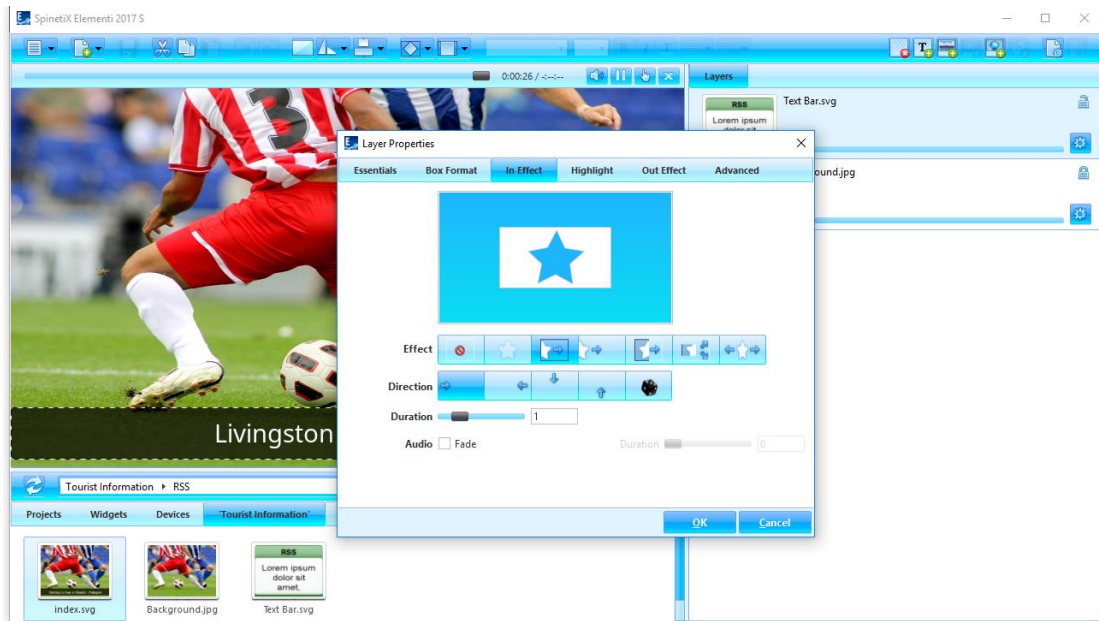 SpinetiX Elementi 2017 S
0:00:26 / -:--:--
Layers
RSS
Lorem ipsum
dolor sit
Text Bar.svg
Layer Properties
Essentials Box Format In Effect Highlight Out Effect Advanced
ound.jpg
3
Effect
Direction
Duration 1
Audio Fade Duration 0
Livingston
Tourist Information ▸ RSS
Projects Widgets Devices 'Tourist Information'
OK Cancel
RSS
Lorem ipsum
dolor sit
amet,
index.svg Background.jpg Text Bar.svg